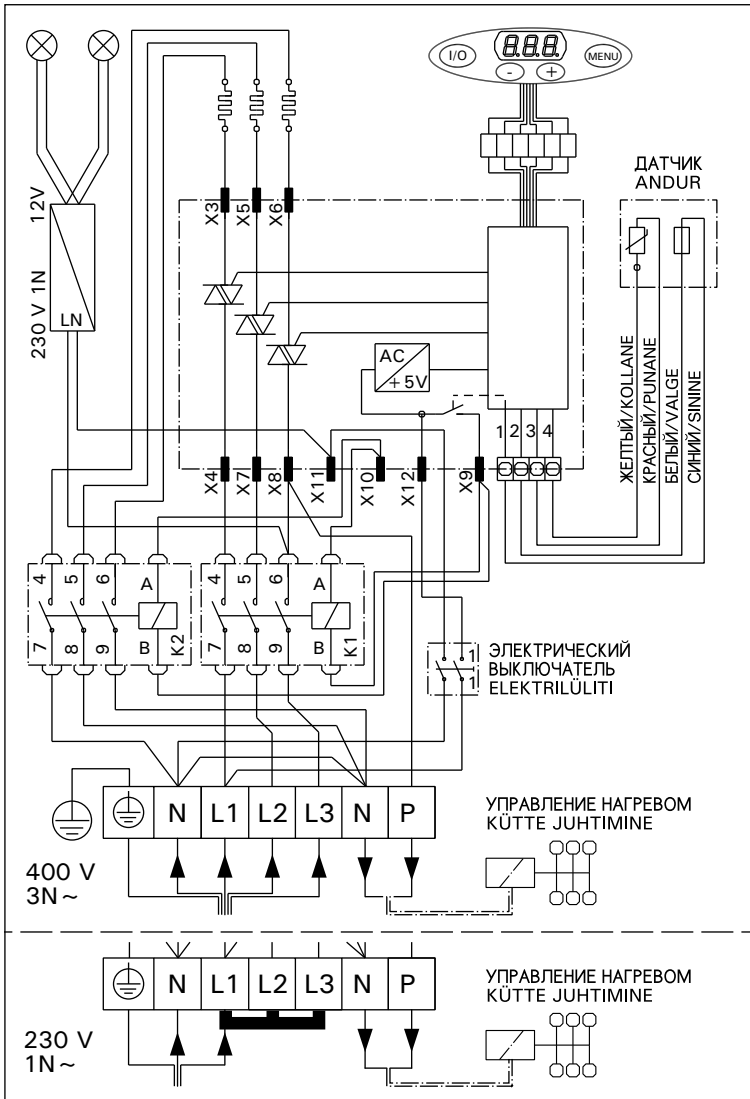 I/O
8.8.8.
MENU
-
+
ДАТЧИК
ANDUR
12V
230 V 1N
LN
X3
X5
X6
AC
+5V
1 2 3 4
ЖЕЛТЫЙ/KOLLANE
КРАСНЫЙ/PUNANE
БЕЛЫЙ/VALGE
СИНИЙ/SININE
X4
X7
X8
X11
X10
X12
X9
4 5 6 A
7 8 9 B K2
4 5 6 A
7 8 9 B K1
1
1
ЭЛЕКТРИЧЕСКИЙ
ВЫКЛЮЧАТЕЛЬ
ELEKTRILÜLITI
N L1 L2 L3 N P
400 V
3N~
УПРАВЛЕНИЕ НАГРЕВОМ
KÜTTE JUHTIMINE
N L1 L2 L3 N P
230 V
1N~
УПРАВЛЕНИЕ НАГРЕВОМ
KÜTTE JUHTIMINE